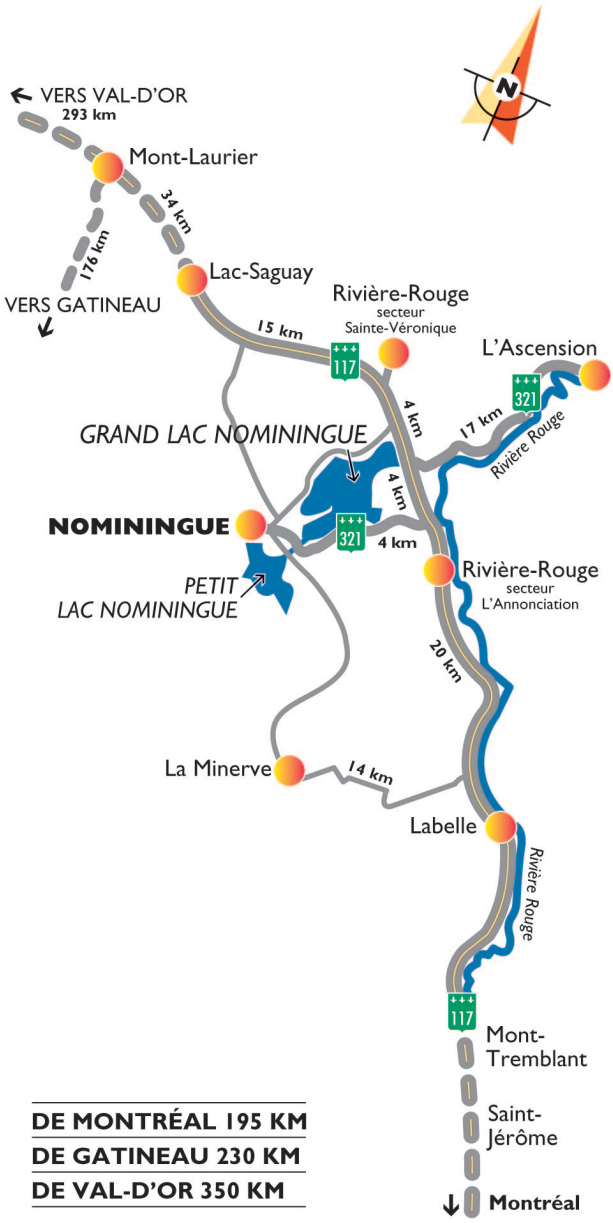 N
VERS VAL-D'OR
293 km
Mont-Laurier
34 km
176 km
VERS GATINEAU
Lac-Saguay
15 km
117
Rivière-Rouge
secteur
Sainte-Véronique
L'Ascension
321
17 km
Rivière Rouge
4 km
GRAND LAC NOMININGUE
4 km
NOMININGUE
321
4 km
PETIT
LAC NOMININGUE
Rivière-Rouge
secteur
L'Annonciation
20 km
La Minerve
14 km
Labelle
Rivière Rouge
117
Mont-
Tremblant
Saint-
Jérôme
Montréal
DE MONTRÉAL 195 KM
DE GATINEAU 230 KM
DE VAL-D'OR 350 KM